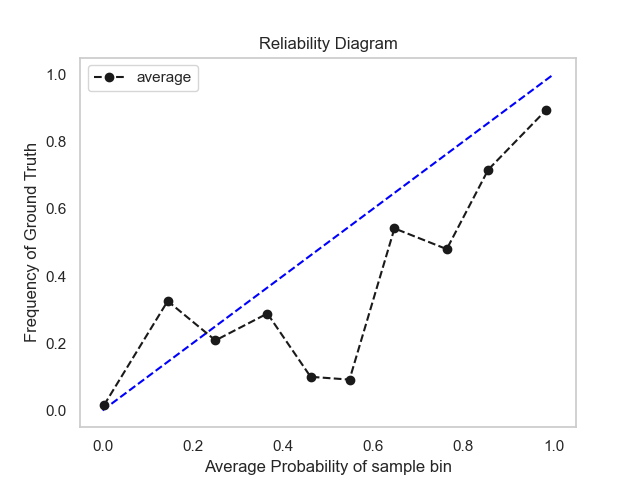 Reliability Diagram
average
1.0
0.8
0.6
0.4
0.2
0.0
Frequency of Ground Truth
0.0 0.2 0.4 0.6 0.8 1.0
Average Probability of sample bin